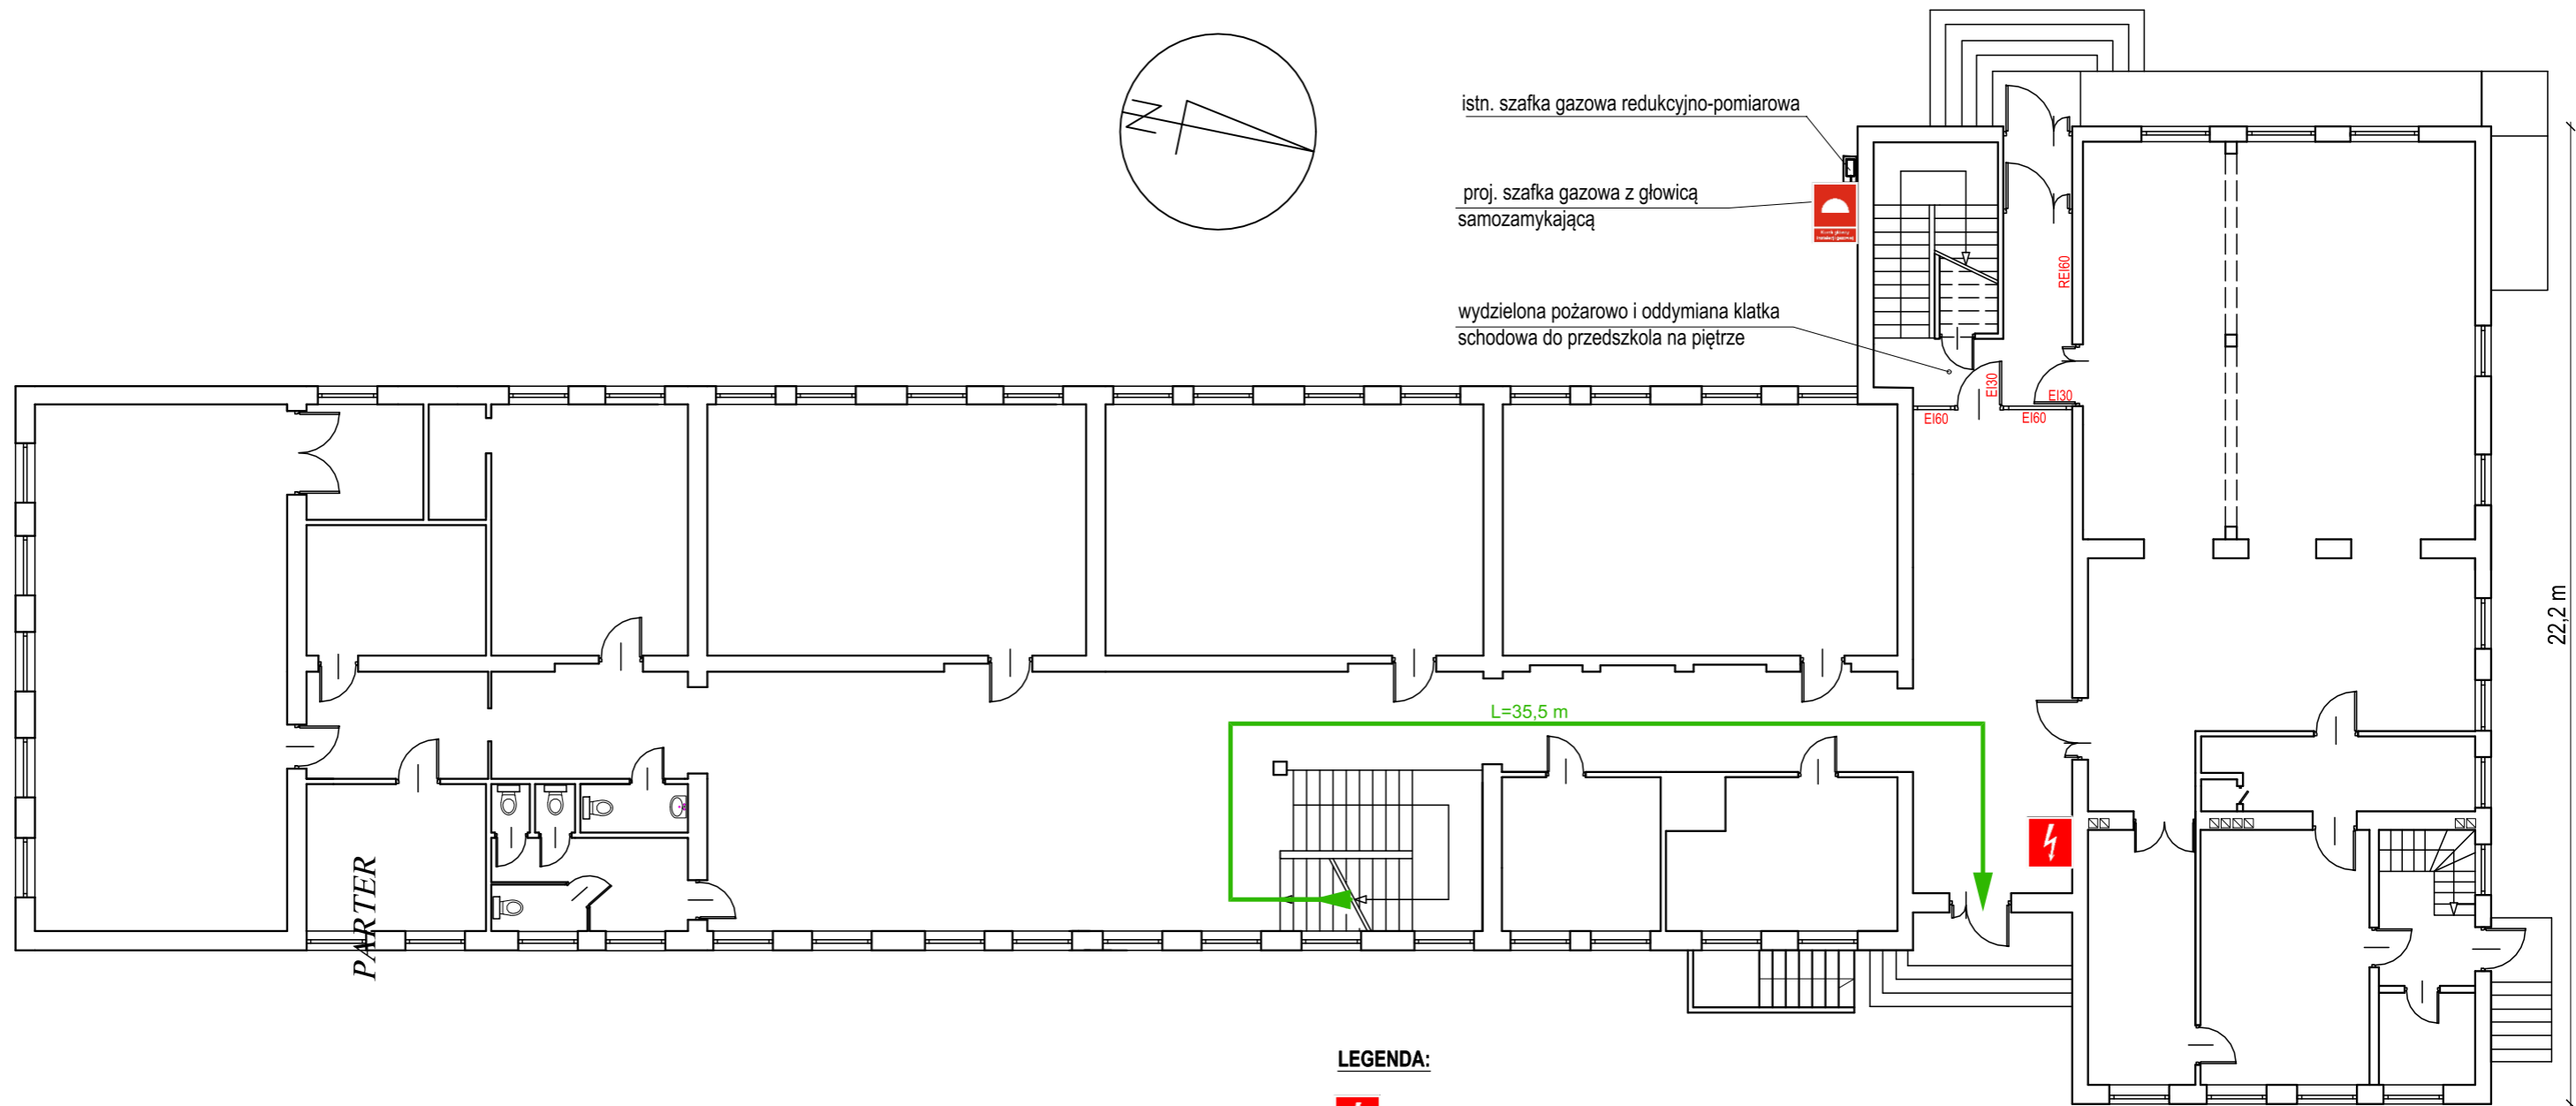 N
istn. szafka gazowa redukcyjno-pomiarowa
proj. szafka gazowa z głowicą
samozamykającą
REI60
wydzielona pożarowo i oddymiana klatka
schodowa do przedszkola na piętrze
EI30
EI30
EI60
EI60
22,2 m
L=35,5 m
PARTER
LEGENDA: